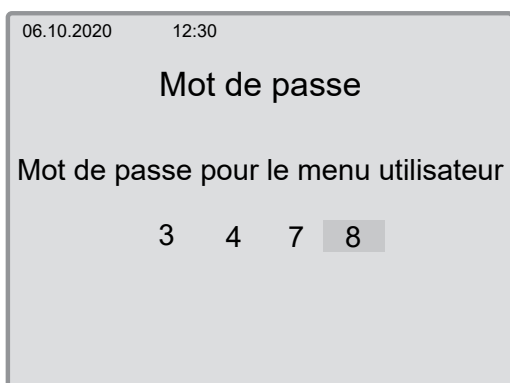 06.10.2020 12:30
Mot de passe
Mot de passe pour le menu utilisateur
3 4 7 8